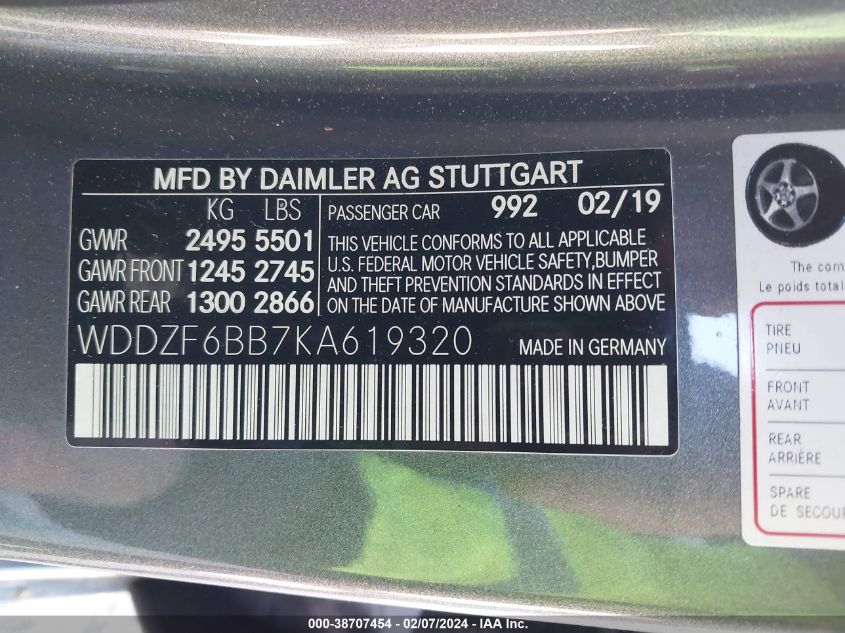 MFD BY DAIMLER AG STUTTGART
KG LBS
GVWR 2495 5501
GAWR FRONT 1245 2745
GAWR REAR 1300 2866
PASSENGER CAR 992 02/19
THIS VEHICLE CONFORMS TO ALL APPLICABLE
U.S. FEDERAL MOTOR VEHICLE SAFETY,BUMPER
AND THEFT PREVENTION STANDARDS IN EFFECT
ON THE DATE OF MANUFACTURE SHOWN ABOVE
WDDZF6BB7KA619320 MADE IN GERMANY
The com
Le poids total
TIRE
PNEU
FRONT
AVANT
REAR
ARRIÈRE
SPARE
DE SECOU
000-38707454 - 02/07/2024 - IAA Inc.